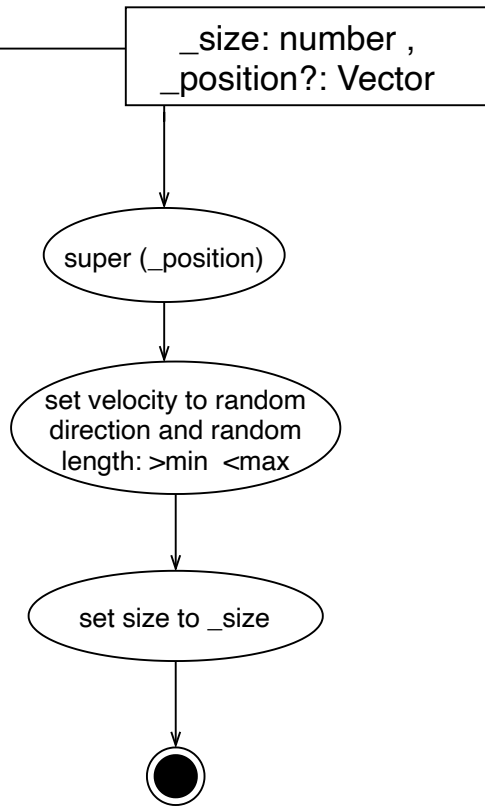 _size: number ,
_position?: Vector
super (_position)
set velocity to random
direction and random
length: >min  <max
set size to _size